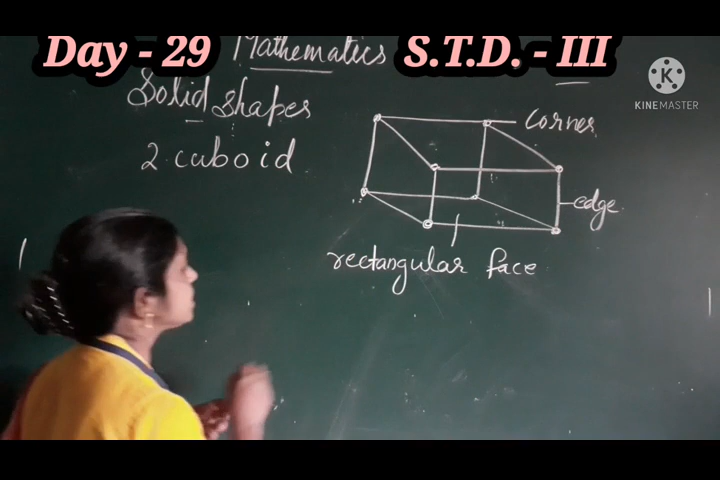 Day - 29 Mathematics S.T.D. - III
Solid shapes
2. cuboid
corner
edge
rectangular face
KINEMASTER